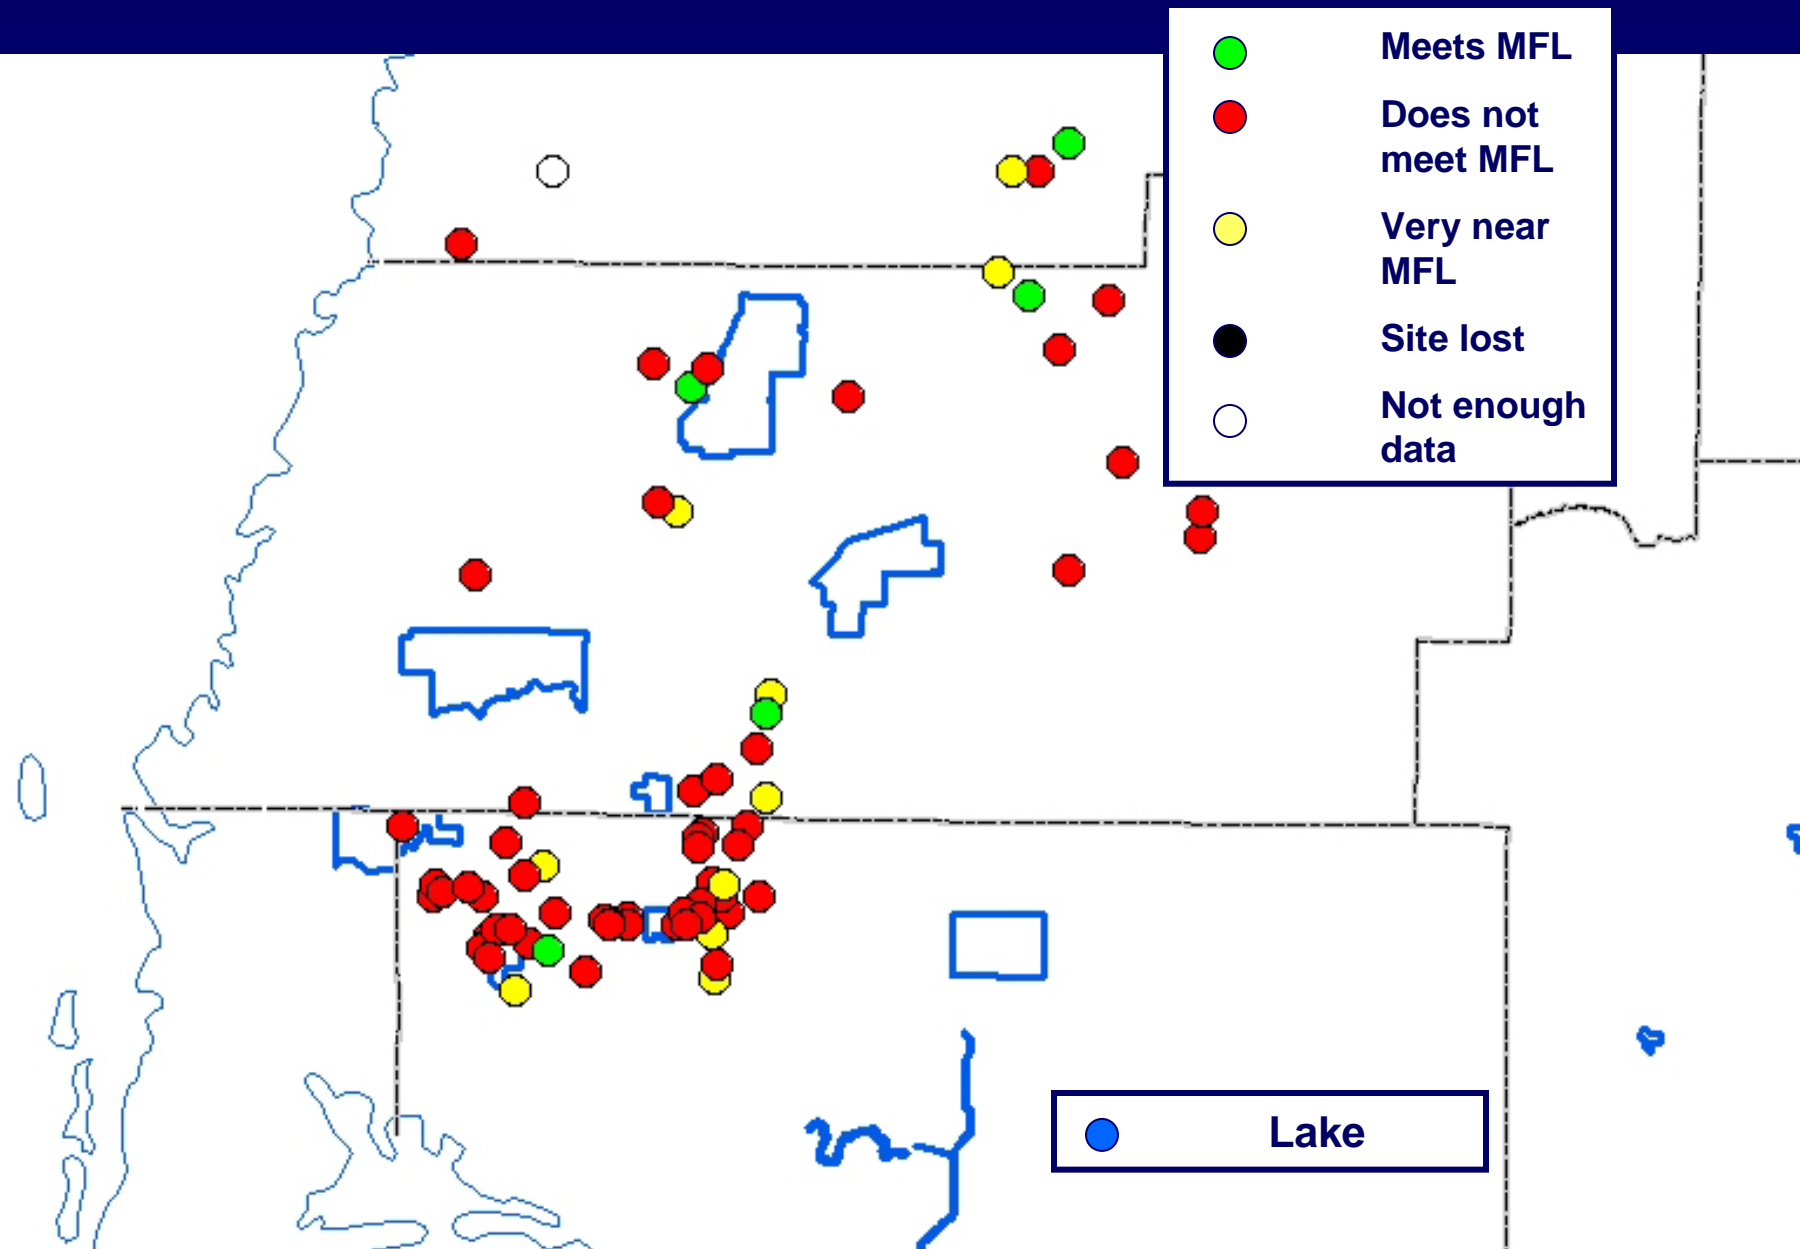 Meets MFL
Does not
meet MFL
Very near
MFL
Site lost
Not enough
data
Lake